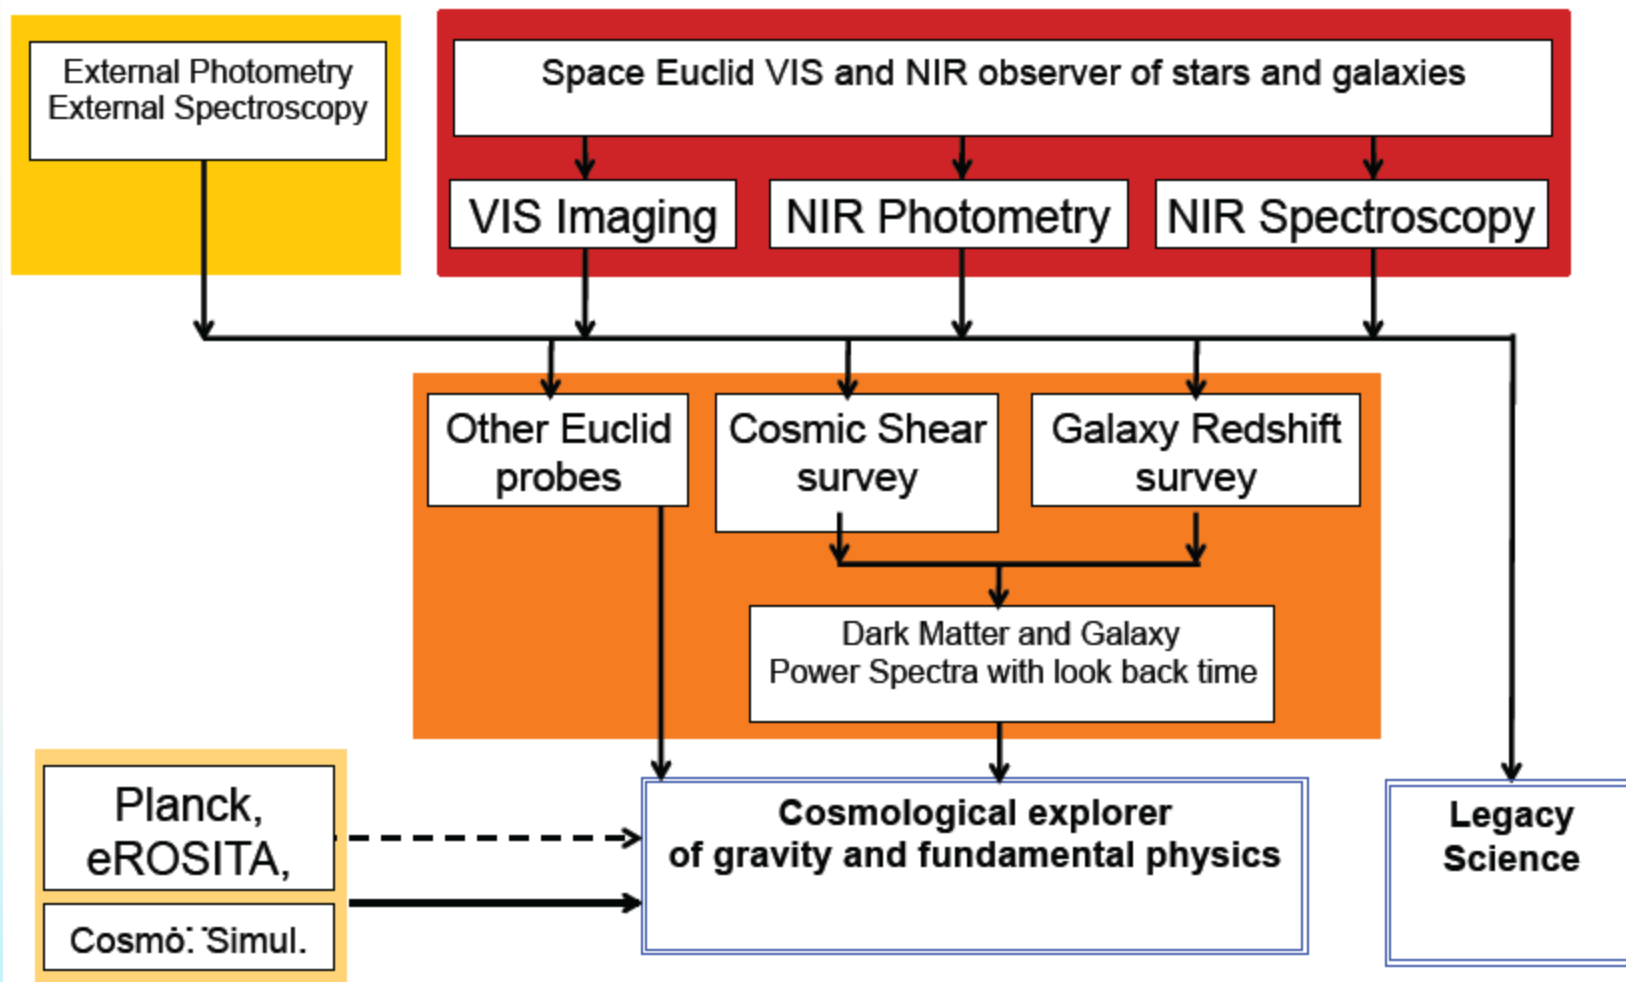 External Photometry
External Spectroscopy
Space Euclid VIS and NIR observer of stars and galaxies
VIS Imaging
NIR Photometry
NIR Spectroscopy
Other Euclid
probes
Cosmic Shear
survey
Galaxy Redshift
survey
Dark Matter and Galaxy
Power Spectra with look back time
Planck,
eROSITA,
Cosmo. Simul.
Cosmological explorer
of gravity and fundamental physics
Legacy
Science